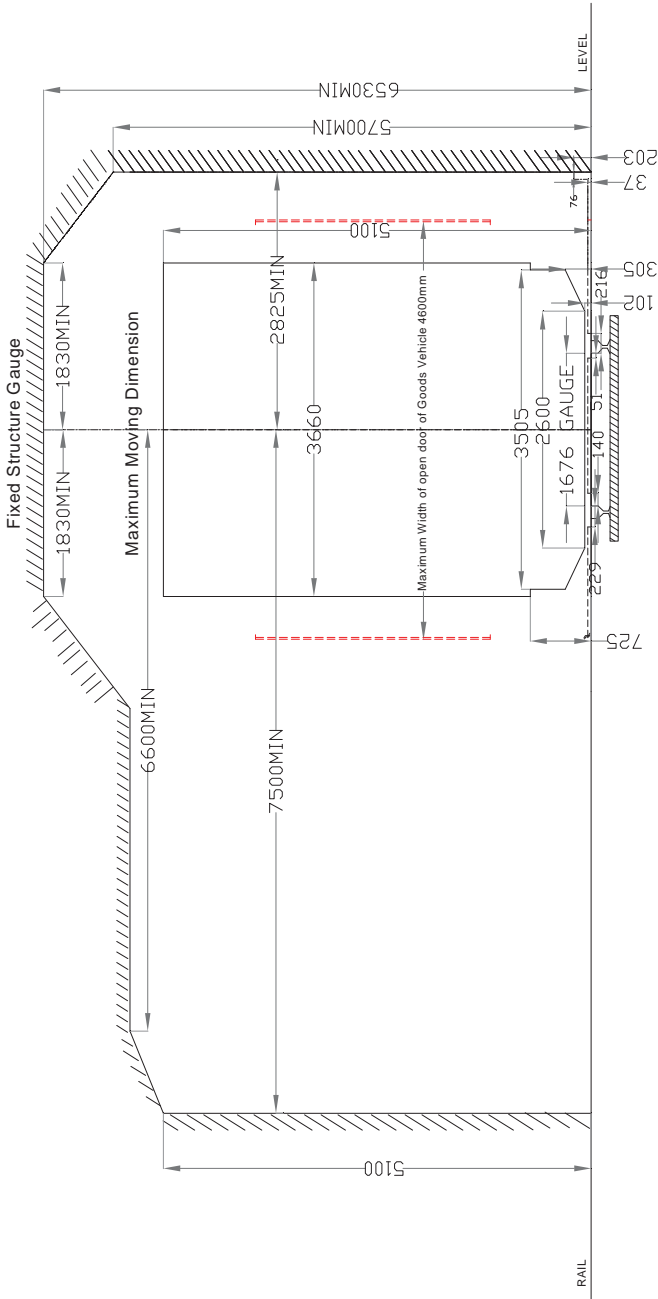 Fixed Structure Gauge
1830MIN
1830MIN
6530MIN
5700MIN
Maximum Moving Dimension
6600MIN
2825MIN
7500MIN
5100
5100
3660
Maximum Width of open door of Goods Vehicle 4600mm
3505
2600
1676 GAUGE
76
203
37
305
216
102
51
140
229
725
RAIL
LEVEL